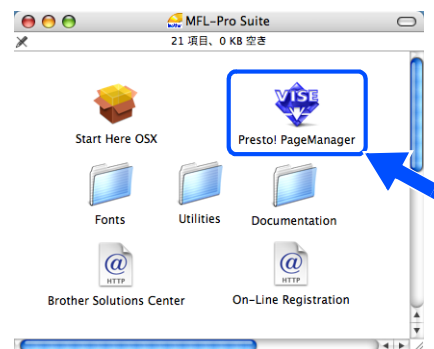 MFL-Pro Suite
21 項目、0 KB 空き
VISE
Start Here OSX
Presto! PageManager
Fonts
Utilities
Documentation
@
HTTP
@
HTTP
Brother Solutions Center
On-Line Registration